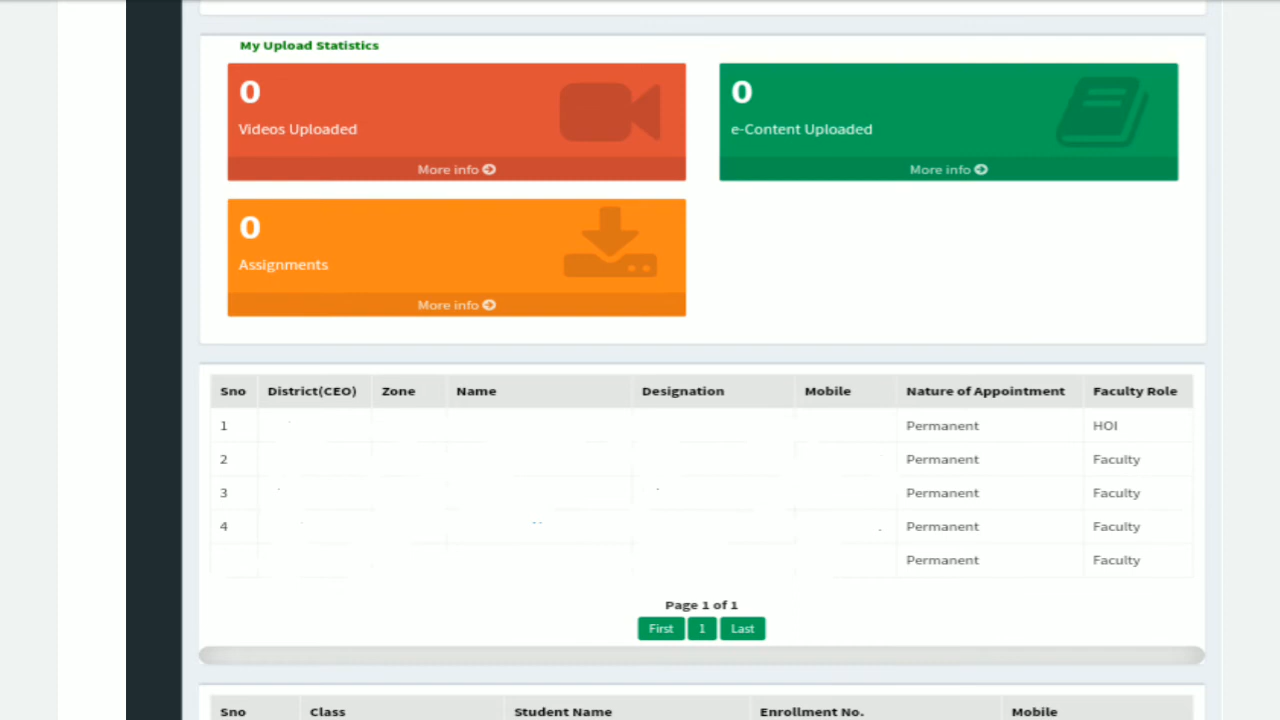 My Upload Statistics
0
Videos Uploaded
More info
0
e-Content Uploaded
More info
0
Assignments
More info
Sno District(CEO) Zone Name Designation Mobile Nature of Appointment Faculty Role
1 Permanent HOI
2 Permanent Faculty
3 Permanent Faculty
4 Permanent Faculty
Permanent Faculty
Page 1 of 1
First 1 Last
Sno Class Student Name Enrollment No. Mobile